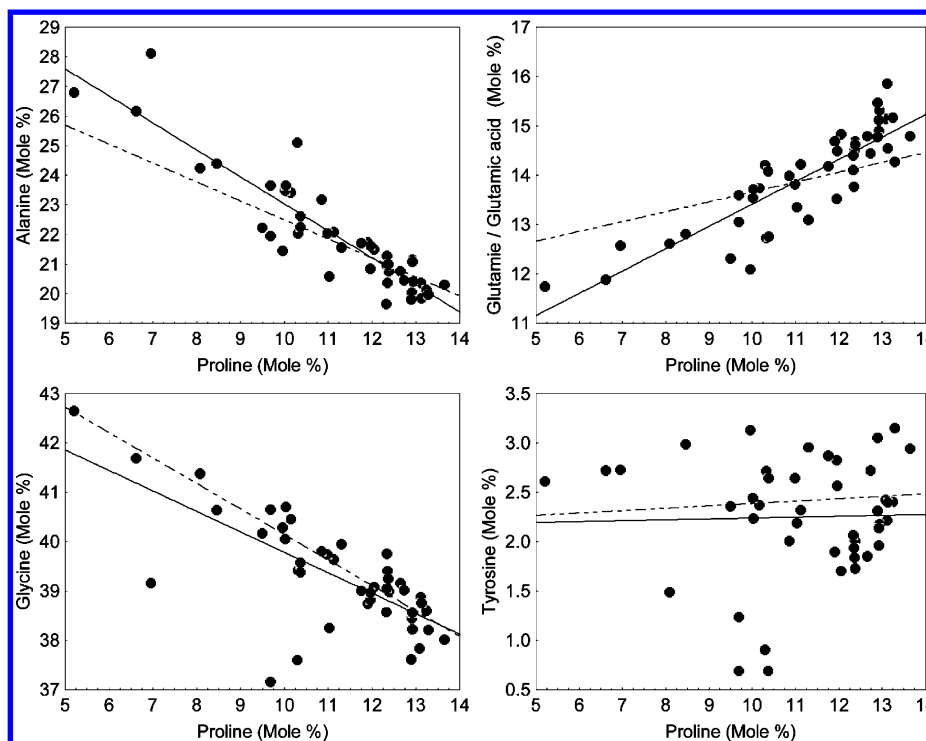 29
28
27
26
25
24
23
22
21
20
19
Alanine (Mole %)
5 6 7 8 9 10 11 12 13 14
Proline (Mole %)
17
16
15
14
13
12
11
Glutamie / Glutamic acid (Mole %)
5 6 7 8 9 10 11 12 13 14
Proline (Mole %)
43
42
41
40
39
38
37
Glycine (Mole %)
5 6 7 8 9 10 11 12 13 14
Proline (Mole %)
3.5
3.0
2.5
2.0
1.5
1.0
0.5
Tyrosine (Mole %)
5 6 7 8 9 10 11 12 13 14
Proline (Mole %)